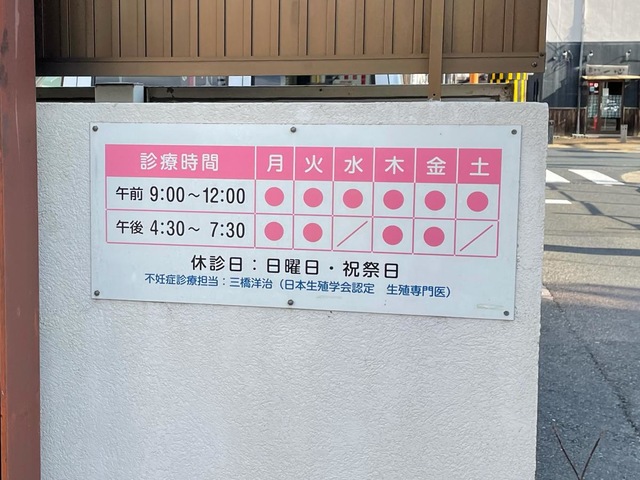 診療時間 月 火 水 木 金 土
午前 9:00～12:00 ● ● ● ● ● ●
午後 4:30～ 7:30 ● ● ／ ● ● ／
休診日：日曜日・祝祭日
不妊症診療担当：三橋洋治（日本生殖学会認定　生殖専門医）